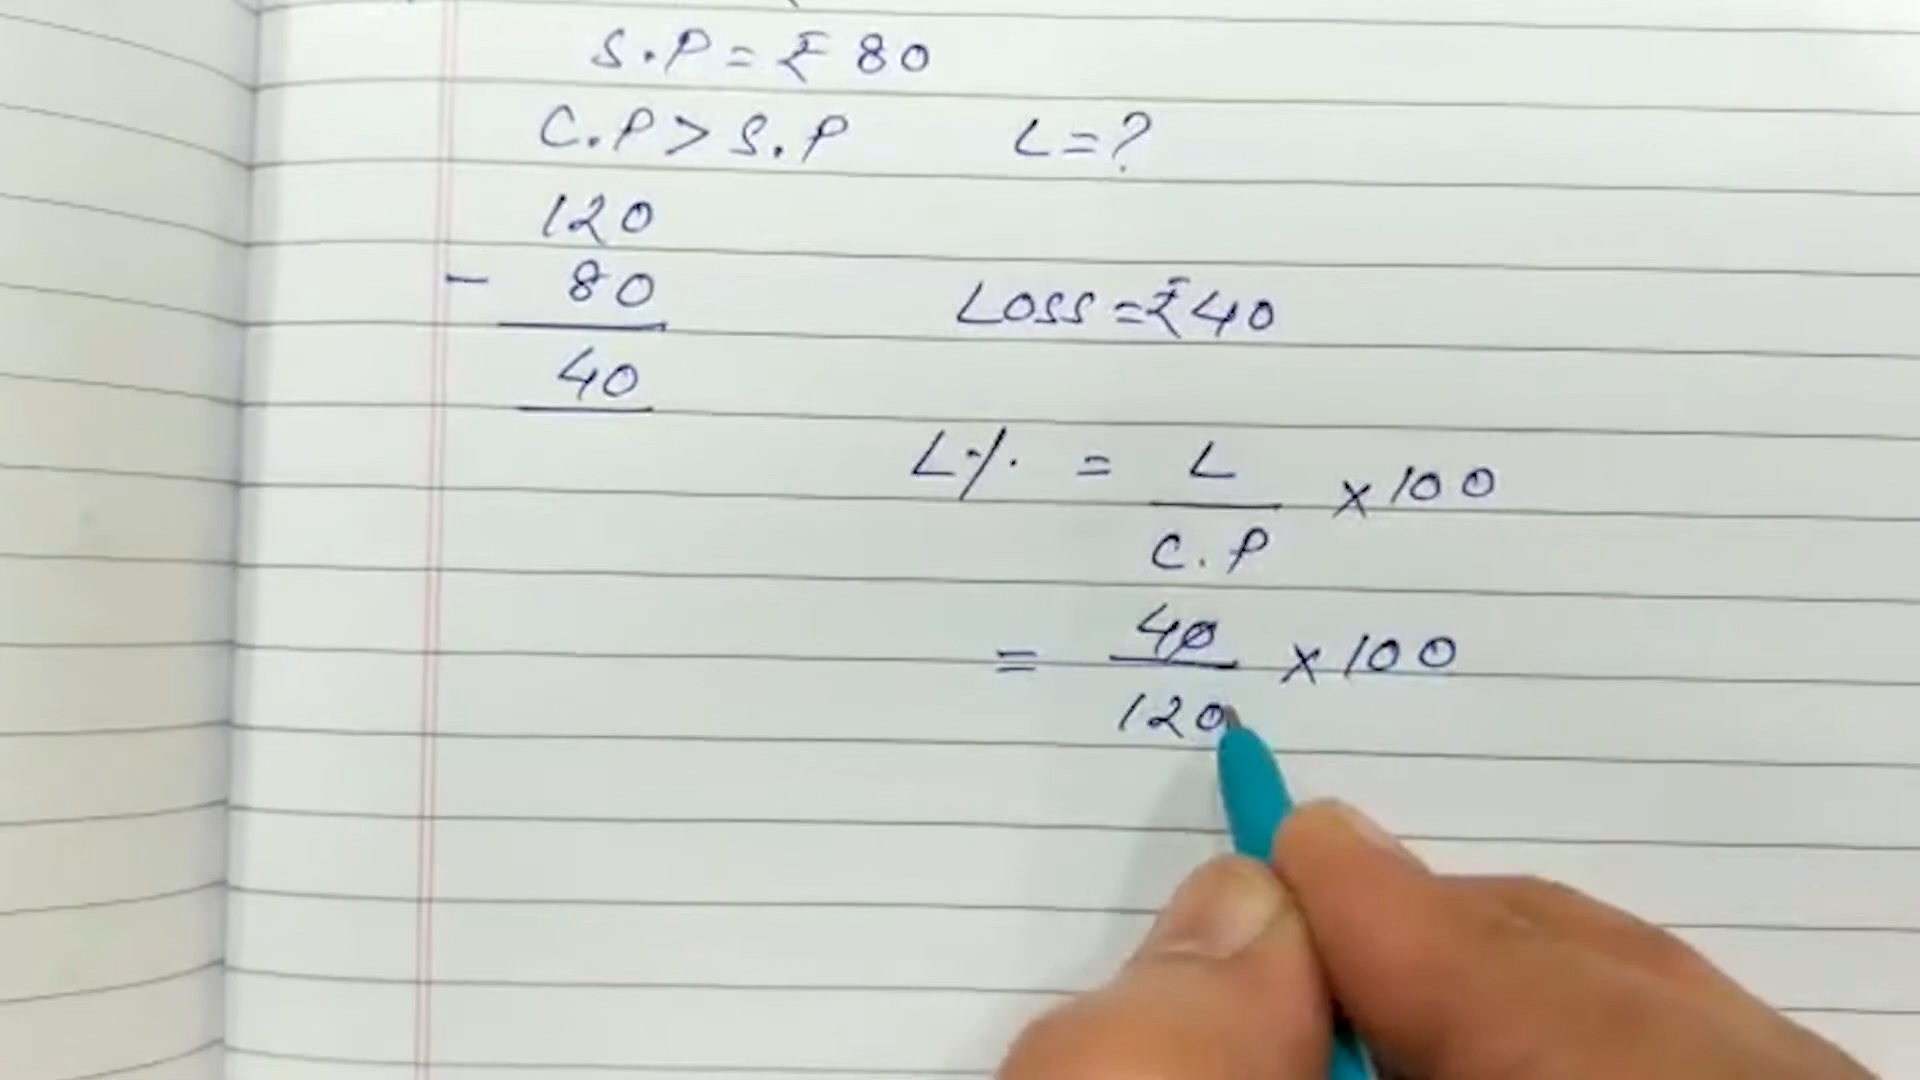 S.P = ₹ 80
C.P > S.P L = ?
120
- 80
Loss = ₹ 40
40
L% = L/C.P × 100
= 40/120 × 100